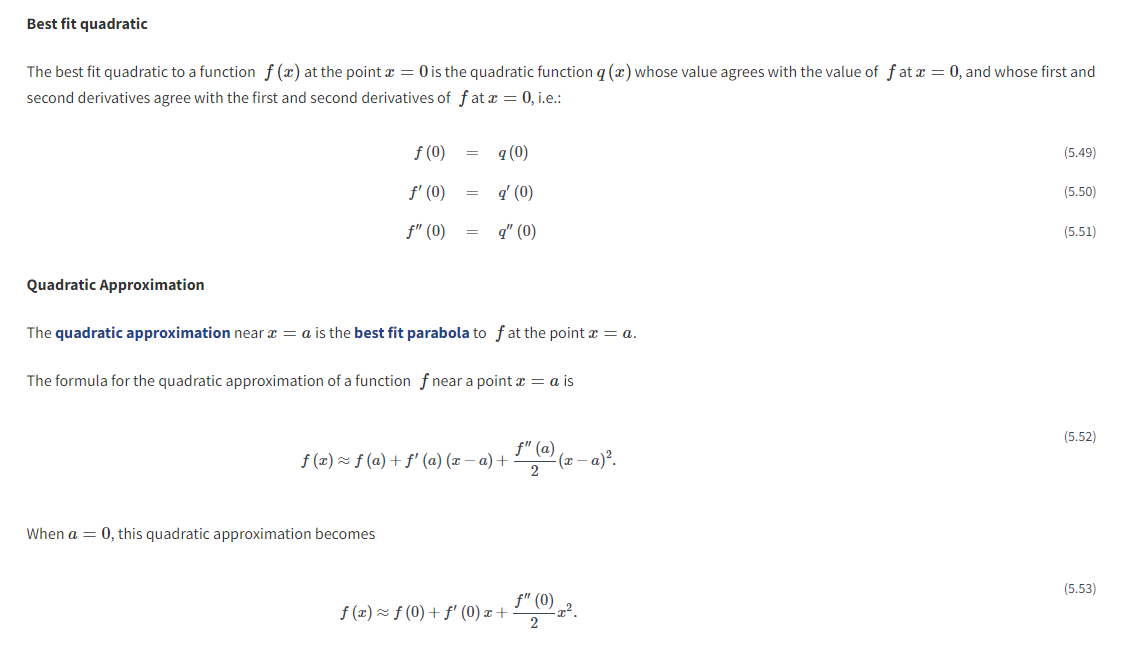 Best fit quadratic
The best fit quadratic to a function f (x) at the point x = 0 is the quadratic function q (x) whose value agrees with the value of f at x = 0, and whose first and
second derivatives agree with the first and second derivatives of f at x = 0, i.e.:
f (0) = q (0) (5.49)
f′ (0) = q′ (0) (5.50)
f″ (0) = q″ (0) (5.51)
Quadratic Approximation
The quadratic approximation near x = a is the best fit parabola to f at the point x = a.
The formula for the quadratic approximation of a function f near a point x = a is
(5.52)
f (x) ≈ f (a) + f′ (a) (x − a) + f″ (a)/2 (x − a)².
When a = 0, this quadratic approximation becomes
(5.53)
f (x) ≈ f (0) + f′ (0) x + f″ (0)/2 x².